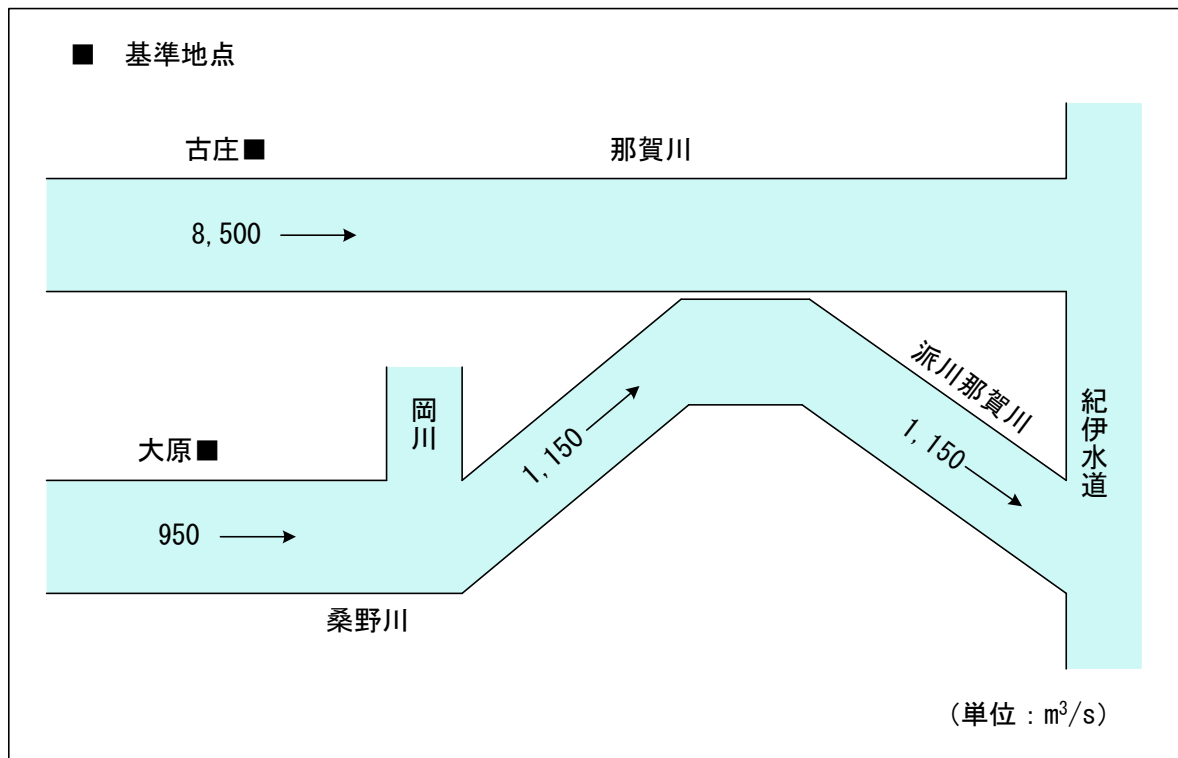 ■ 基準地点
古庄■
那賀川
8,500
派川那賀川
岡川
紀伊水道
大原■
1,150
1,150
950
桑野川
(単位：m³/s)